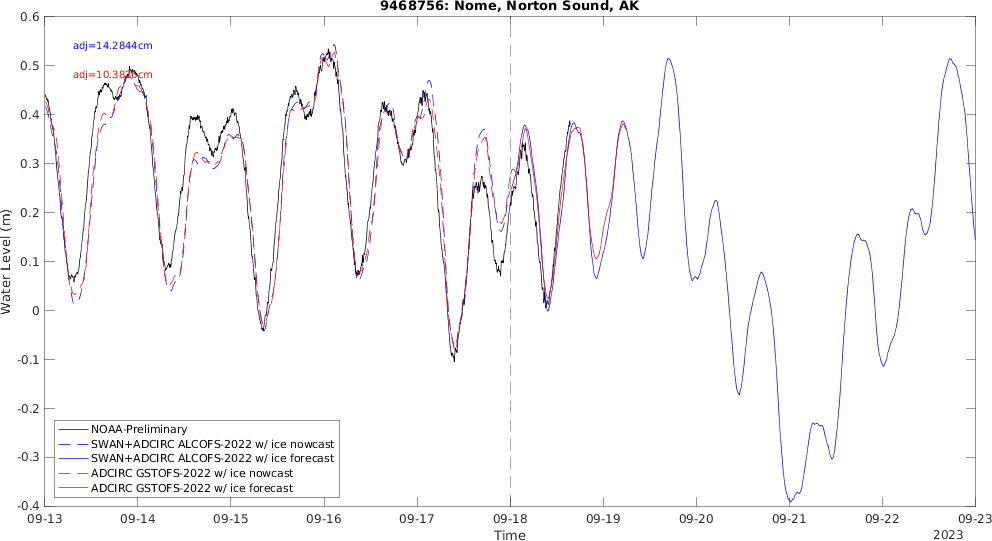 9468756: Nome, Norton Sound, AK
0.6
0.5
0.4
0.3
0.2
0.1
0
-0.1
-0.2
-0.3
-0.4
Water Level (m)
adj=14.2844cm
NOAA-Preliminary
SWAN+ADCIRC ALCOFS-2022 w/ ice nowcast
SWAN+ADCIRC ALCOFS-2022 w/ ice forecast
ADCIRC GSTOFS-2022 w/ ice nowcast
ADCIRC GSTOFS-2022 w/ ice forecast
09-13 09-14 09-15 09-16 09-17 09-18 09-19 09-20 09-21 09-22 09-23
Time
2023